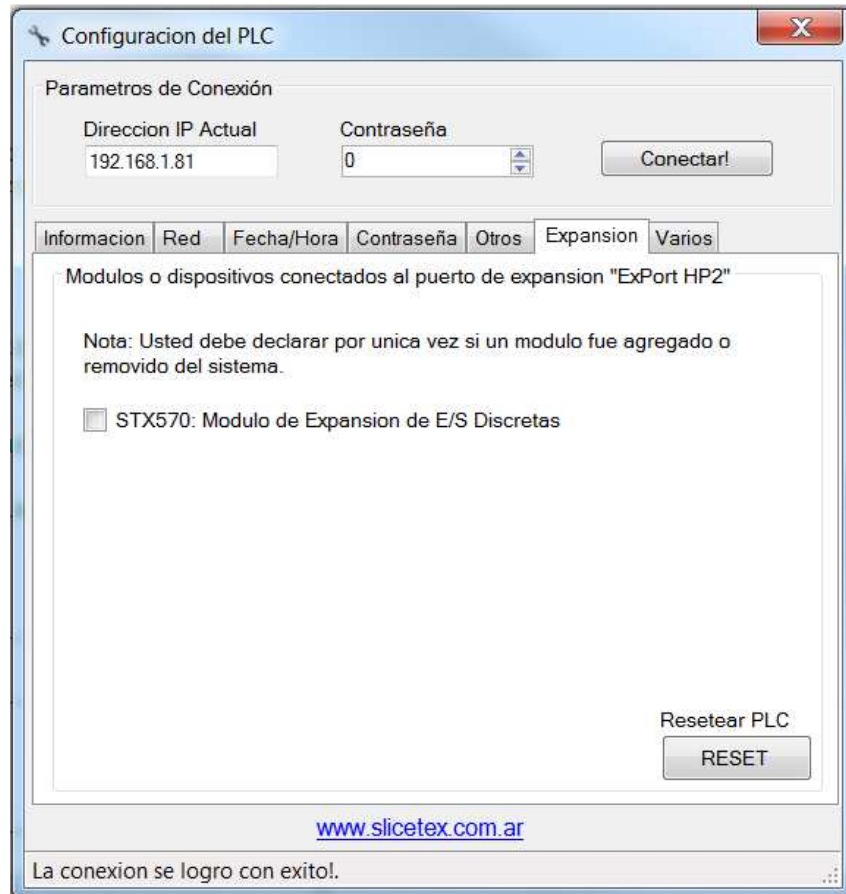 Configuracion del PLC
Parametros de Conexión
Direccion IP Actual
Contraseña
192.168.1.81
0
Conectar!
Informacion
Red
Fecha/Hora
Contraseña
Otros
Expansion
Varios
Modulos o dispositivos conectados al puerto de expansion "ExPort HP2"
Nota: Usted debe declarar por unica vez si un modulo fue agregado o
removido del sistema.
STX570: Modulo de Expansion de E/S Discretas
Resetear PLC
RESET
www.slicetex.com.ar
La conexion se logro con exito!.